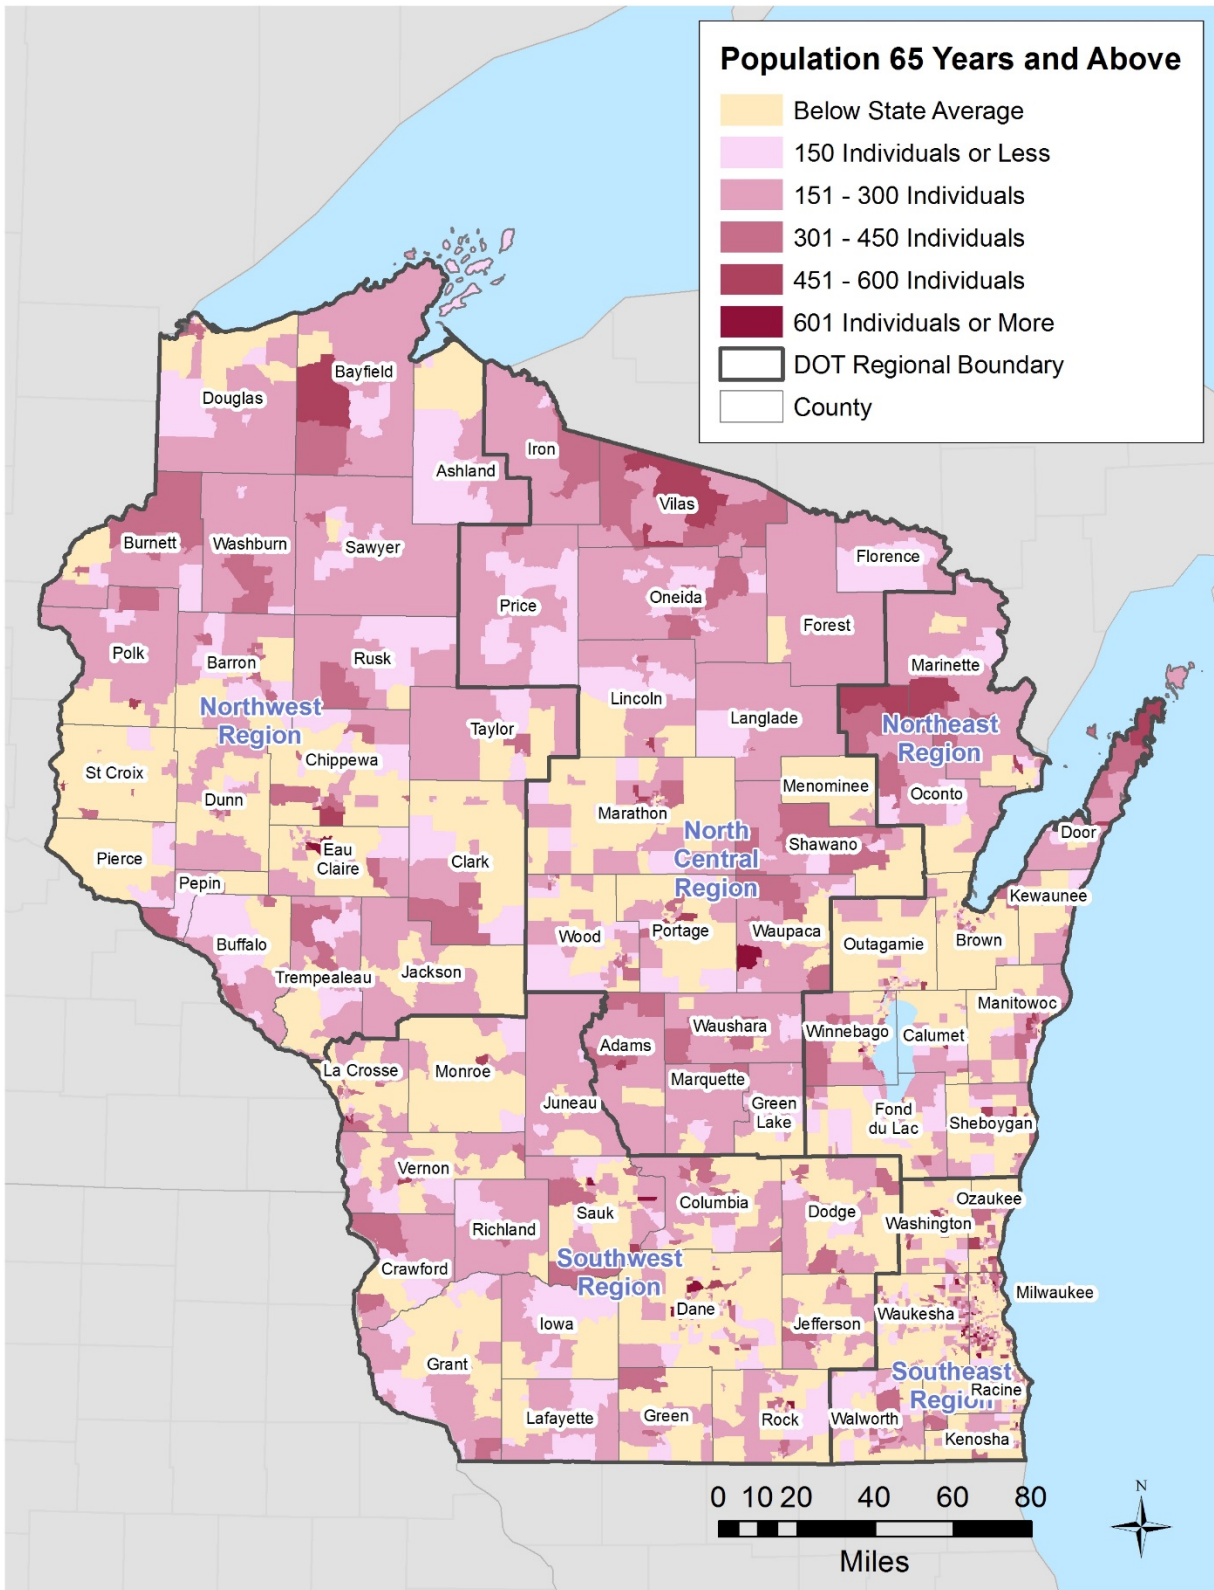 Population 65 Years and Above
Below State Average
150 Individuals or Less
151 - 300 Individuals
301 - 450 Individuals
451 - 600 Individuals
601 Individuals or More
DOT Regional Boundary
County
Bayfield
Douglas
Iron
Ashland
Vilas
Burnett
Washburn
Sawyer
Florence
Price
Oneida
Forest
Polk
Barron
Rusk
Marinette
Lincoln
Langlade
Northwest
Region
Taylor
Northeast
Region
Chippewa
St Croix
Dunn
Menominee
Oconto
Marathon
North
Central
Region
Door
Shawano
Pierce
Eau
Claire
Clark
Pepin
Kewaunee
Buffalo
Wood
Portage
Waupaca
Outagamie
Brown
Trempealeau
Jackson
Manitowoc
Waushara
Winnebago
Calumet
Adams
La Crosse
Monroe
Marquette
Juneau
Green
Lake
Fond
du Lac
Sheboygan
Vernon
Ozaukee
Columbia
Sauk
Dodge
Washington
Richland
Southwest
Region
Crawford
Milwaukee
Dane
Waukesha
Iowa
Jefferson
Grant
Southeast
Region
Racine
Lafayette
Green
Rock
Walworth
Kenosha
N
0 10 20 40 60 80
Miles